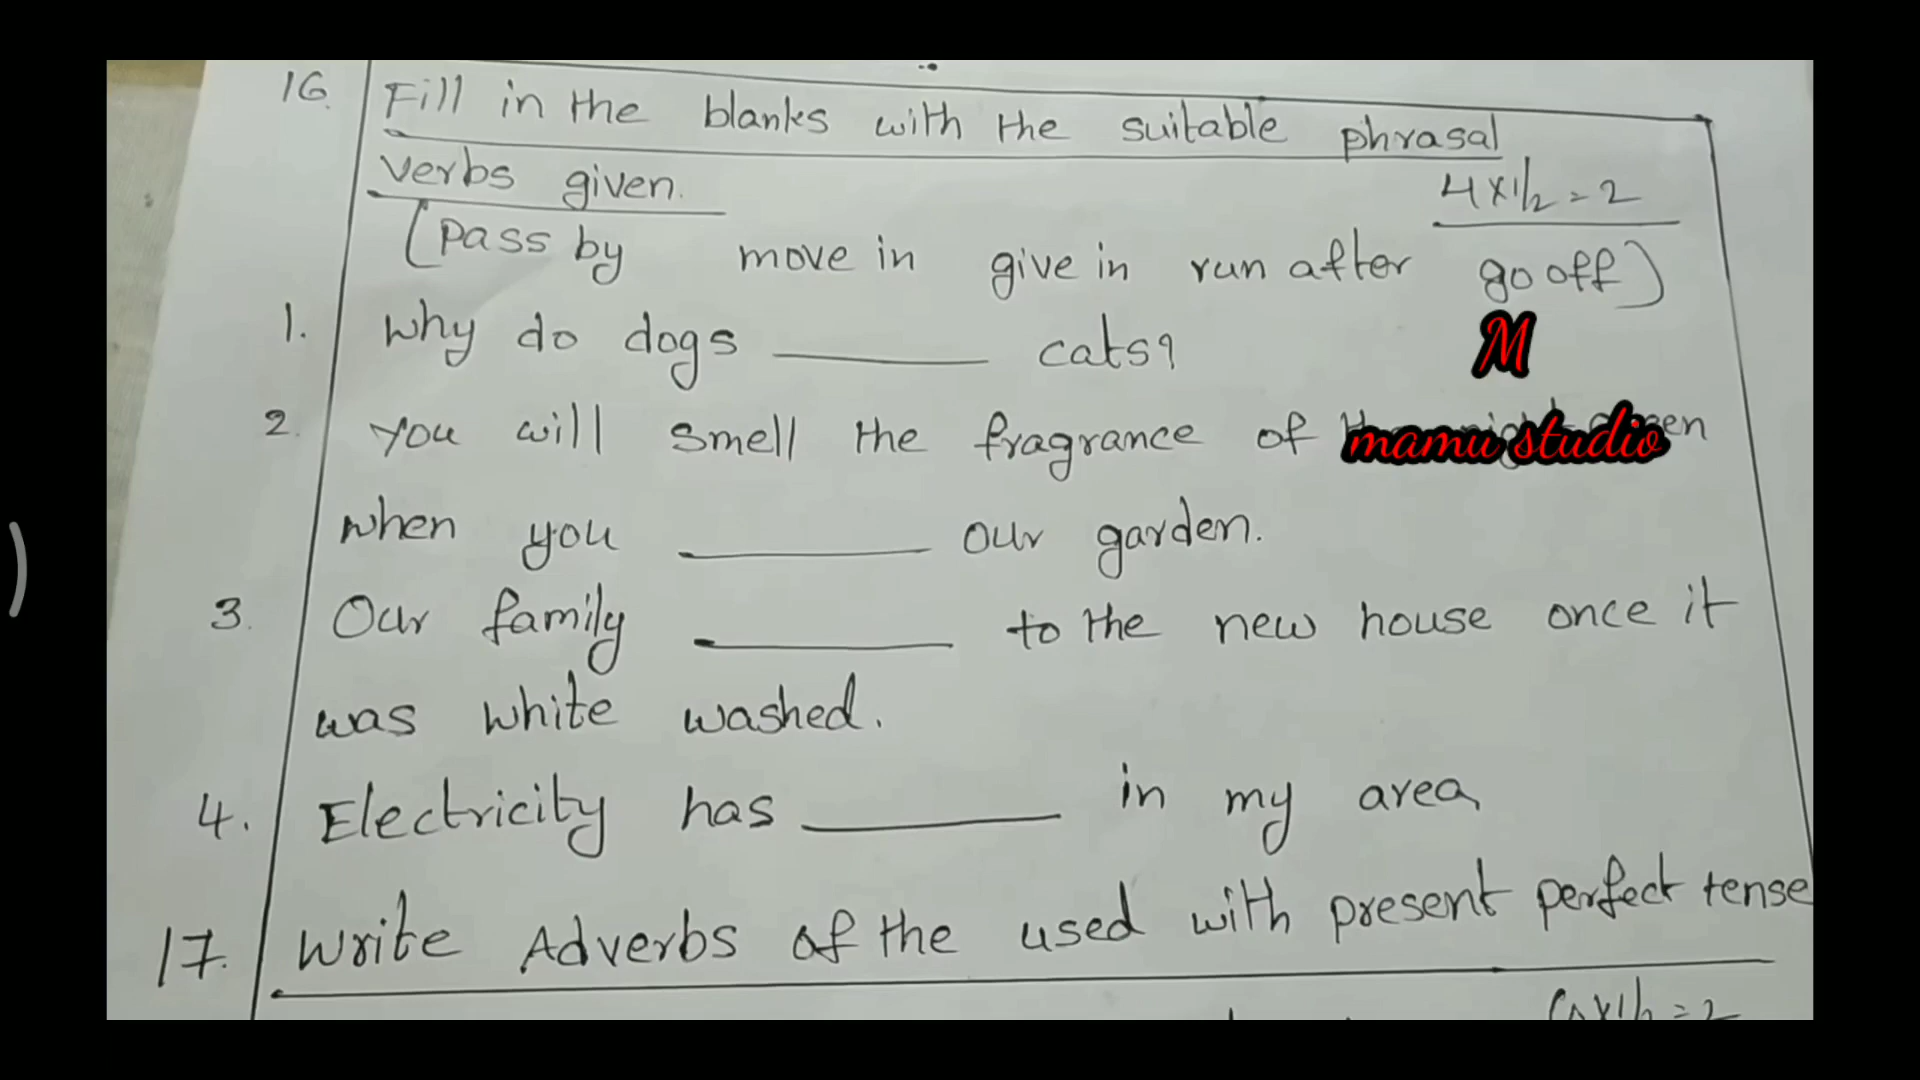 16. Fill in the blanks with the suitable phrasal
verbs given. 4x1/2=2
(pass by move in give in run after go off)
1. Why do dogs ______ cats?
M
2. You will smell the fragrance of
mamu studio
when you ______ our garden.
3. Our family ______ to the new house once it
was white washed.
4. Electricity has ______ in my area
17. Write Adverbs of the used with present perfect tense